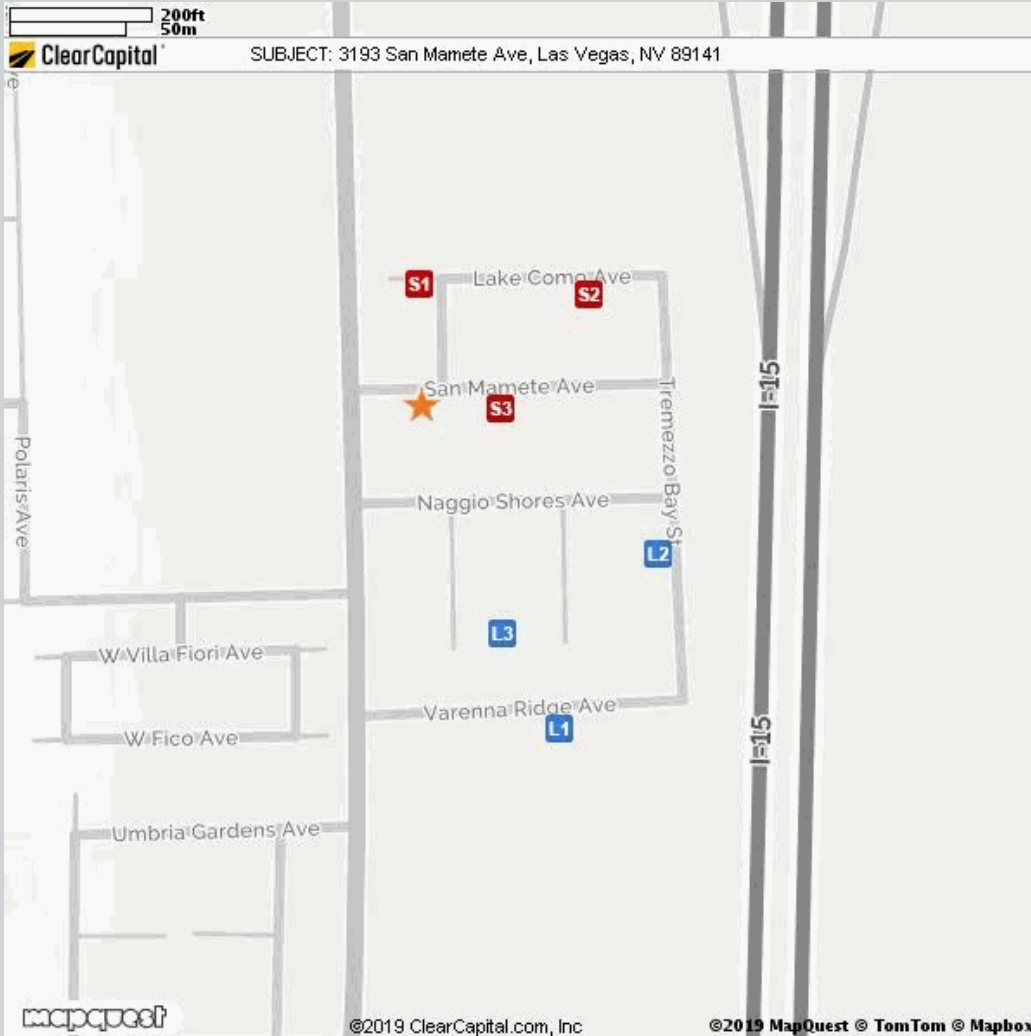 200ft
50m
ClearCapital
SUBJECT: 3193 San Mamete Ave, Las Vegas, NV 89141
S1
Lake Como Ave
S2
San Mamete Ave
S3
I-15
Tremezzo Bay St
Polaris Ave
Naggio Shores Ave
L2
L3
W Villa Fiori Ave
Varenna Ridge Ave
L1
W Fico Ave
I-15
Umbria Gardens Ave
mapquest
©2019 ClearCapital.com, Inc
©2019 MapQuest © TomTom © Mapbox